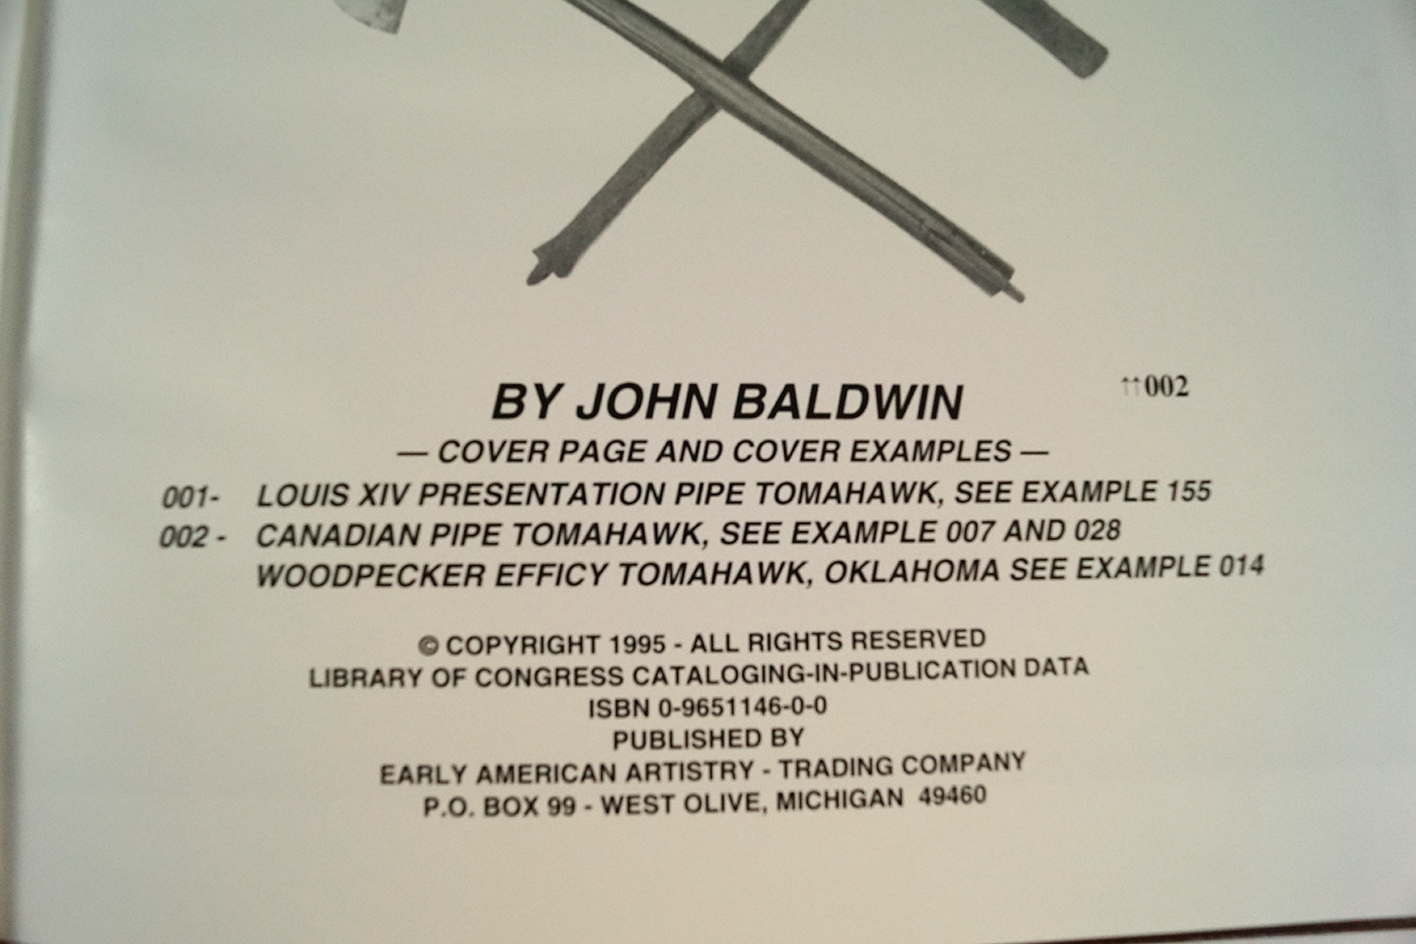 BY JOHN BALDWIN
↑↑002
— COVER PAGE AND COVER EXAMPLES —
001- LOUIS XIV PRESENTATION PIPE TOMAHAWK, SEE EXAMPLE 155
002 - CANADIAN PIPE TOMAHAWK, SEE EXAMPLE 007 AND 028
WOODPECKER EFFICY TOMAHAWK, OKLAHOMA SEE EXAMPLE 014
© COPYRIGHT 1995 - ALL RIGHTS RESERVED
LIBRARY OF CONGRESS CATALOGING-IN-PUBLICATION DATA
ISBN 0-9651146-0-0
PUBLISHED BY
EARLY AMERICAN ARTISTRY - TRADING COMPANY
P.O. BOX 99 - WEST OLIVE, MICHIGAN 49460